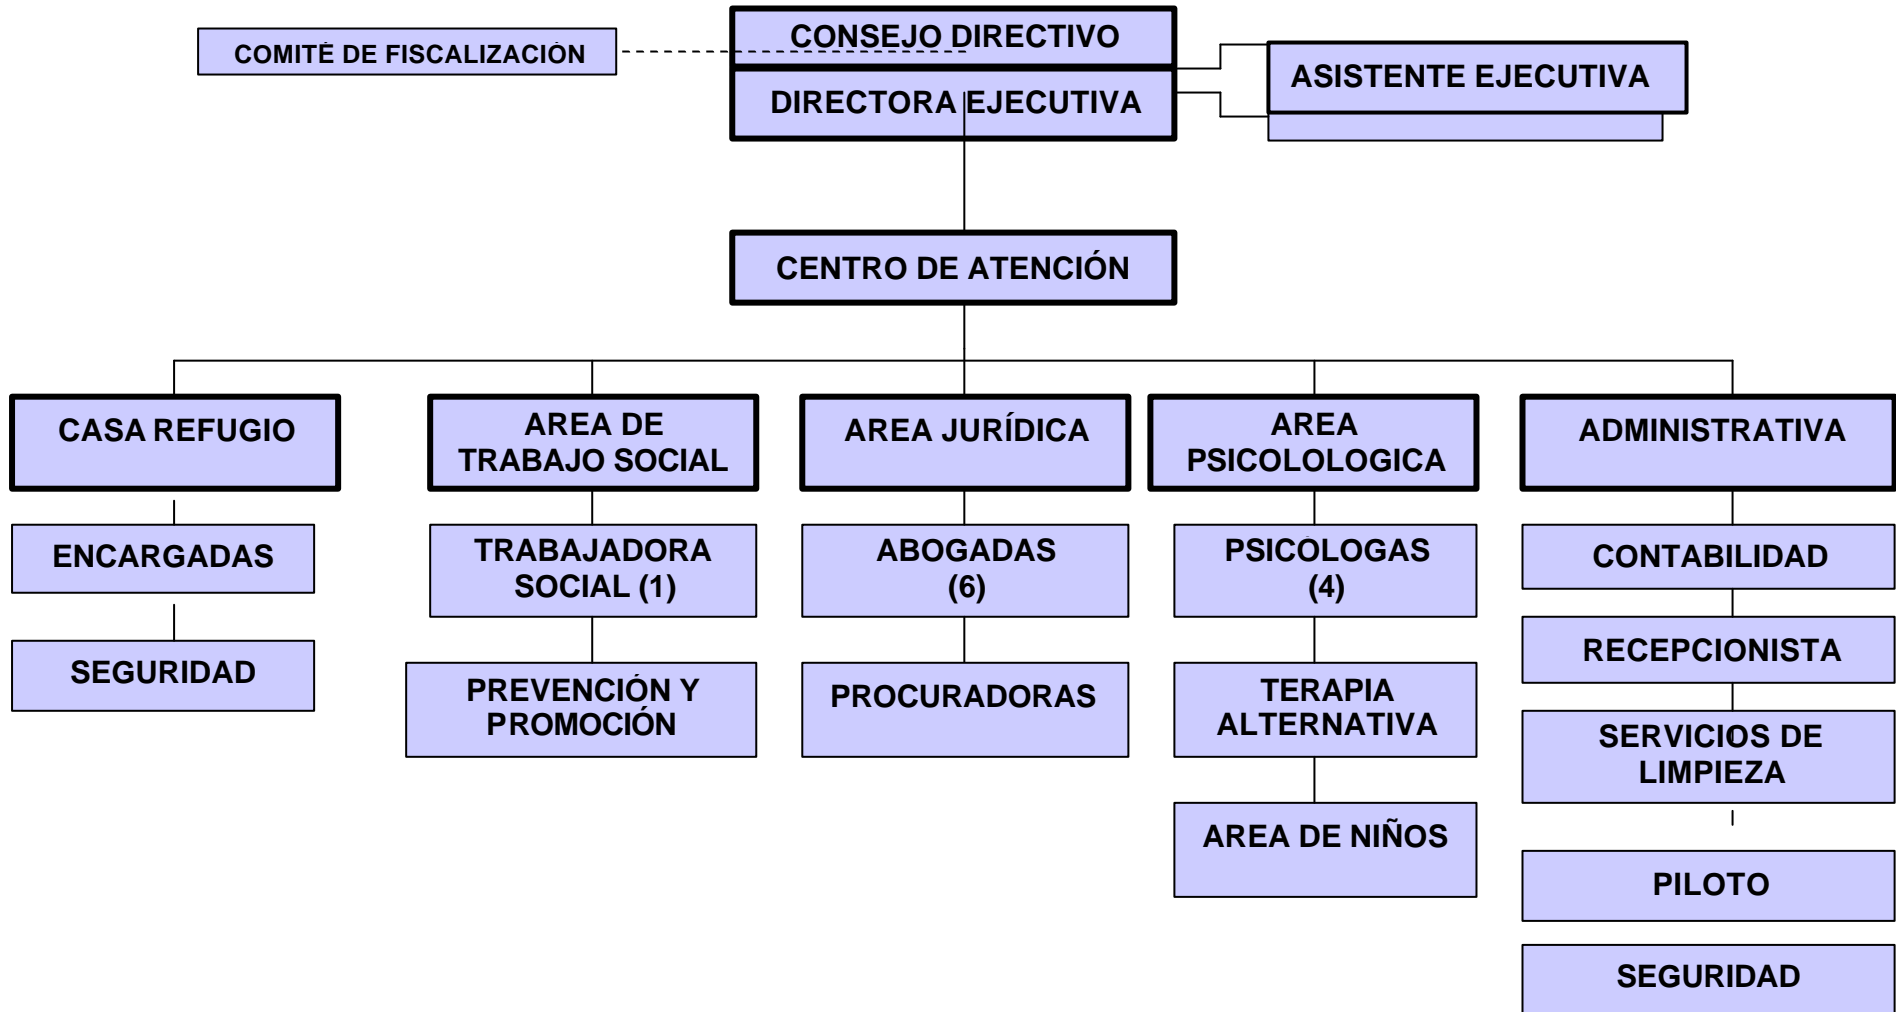 CONSEJO DIRECTIVO
COMITÉ DE FISCALIZACIÓN
DIRECTORA EJECUTIVA
ASISTENTE EJECUTIVA
CENTRO DE ATENCIÓN
CASA REFUGIO
ENCARGADAS
SEGURIDAD
AREA DE
TRABAJO SOCIAL
TRABAJADORA
SOCIAL (1)
PREVENCIÓN Y
PROMOCIÓN
AREA JURÍDICA
ABOGADAS
(6)
PROCURADORAS
AREA
PSICOLOLOGICA
PSICÓLOGAS
(4)
TERAPIA
ALTERNATIVA
AREA DE NIÑOS
ADMINISTRATIVA
CONTABILIDAD
RECEPCIONISTA
SERVICIOS DE
LIMPIEZA
PILOTO
SEGURIDAD